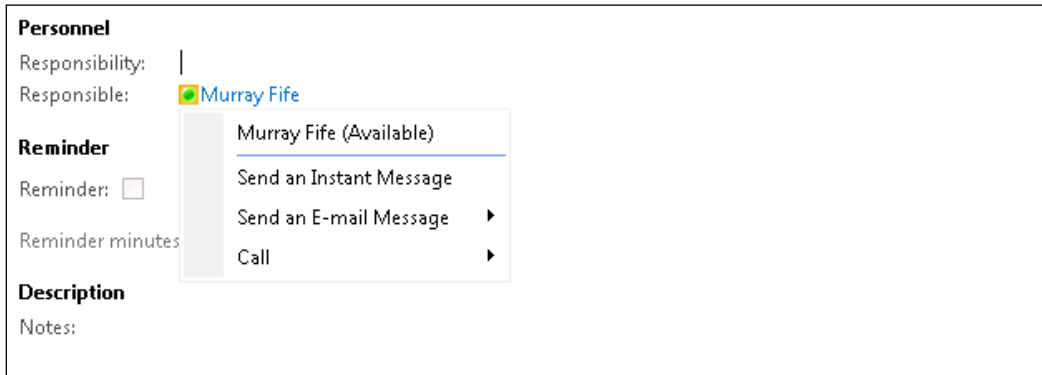 Personnel
Responsibility:
Responsible: Murray Fife
Murray Fife (Available)
Reminder
Send an Instant Message
Reminder:
Send an E-mail Message
Reminder minutes
Call
Description
Notes: